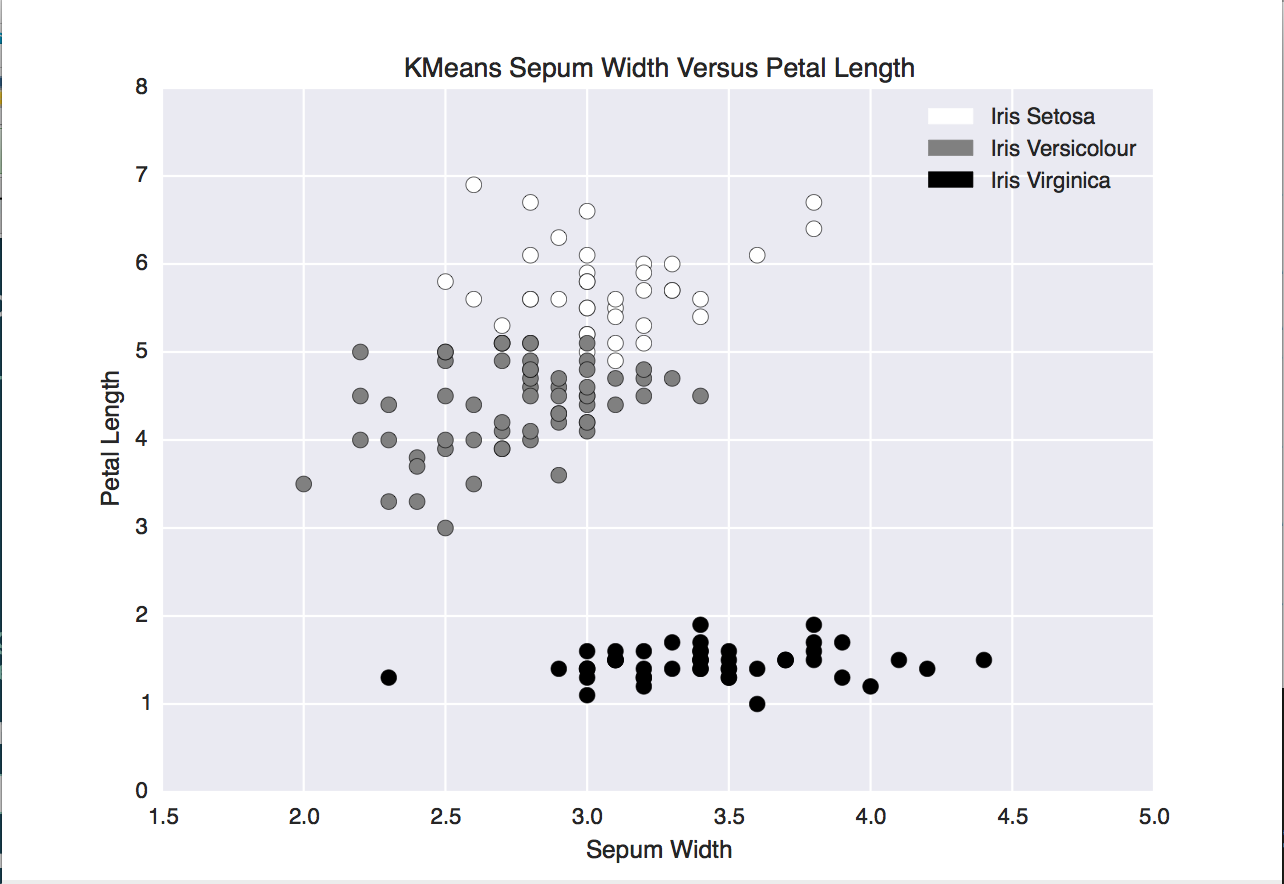 KMeans Sepum Width Versus Petal Length
Iris Setosa
Iris Versicolour
Iris Virginica
8
7
6
5
4
3
2
1
0
Petal Length
1.5 2.0 2.5 3.0 3.5 4.0 4.5 5.0
Sepum Width